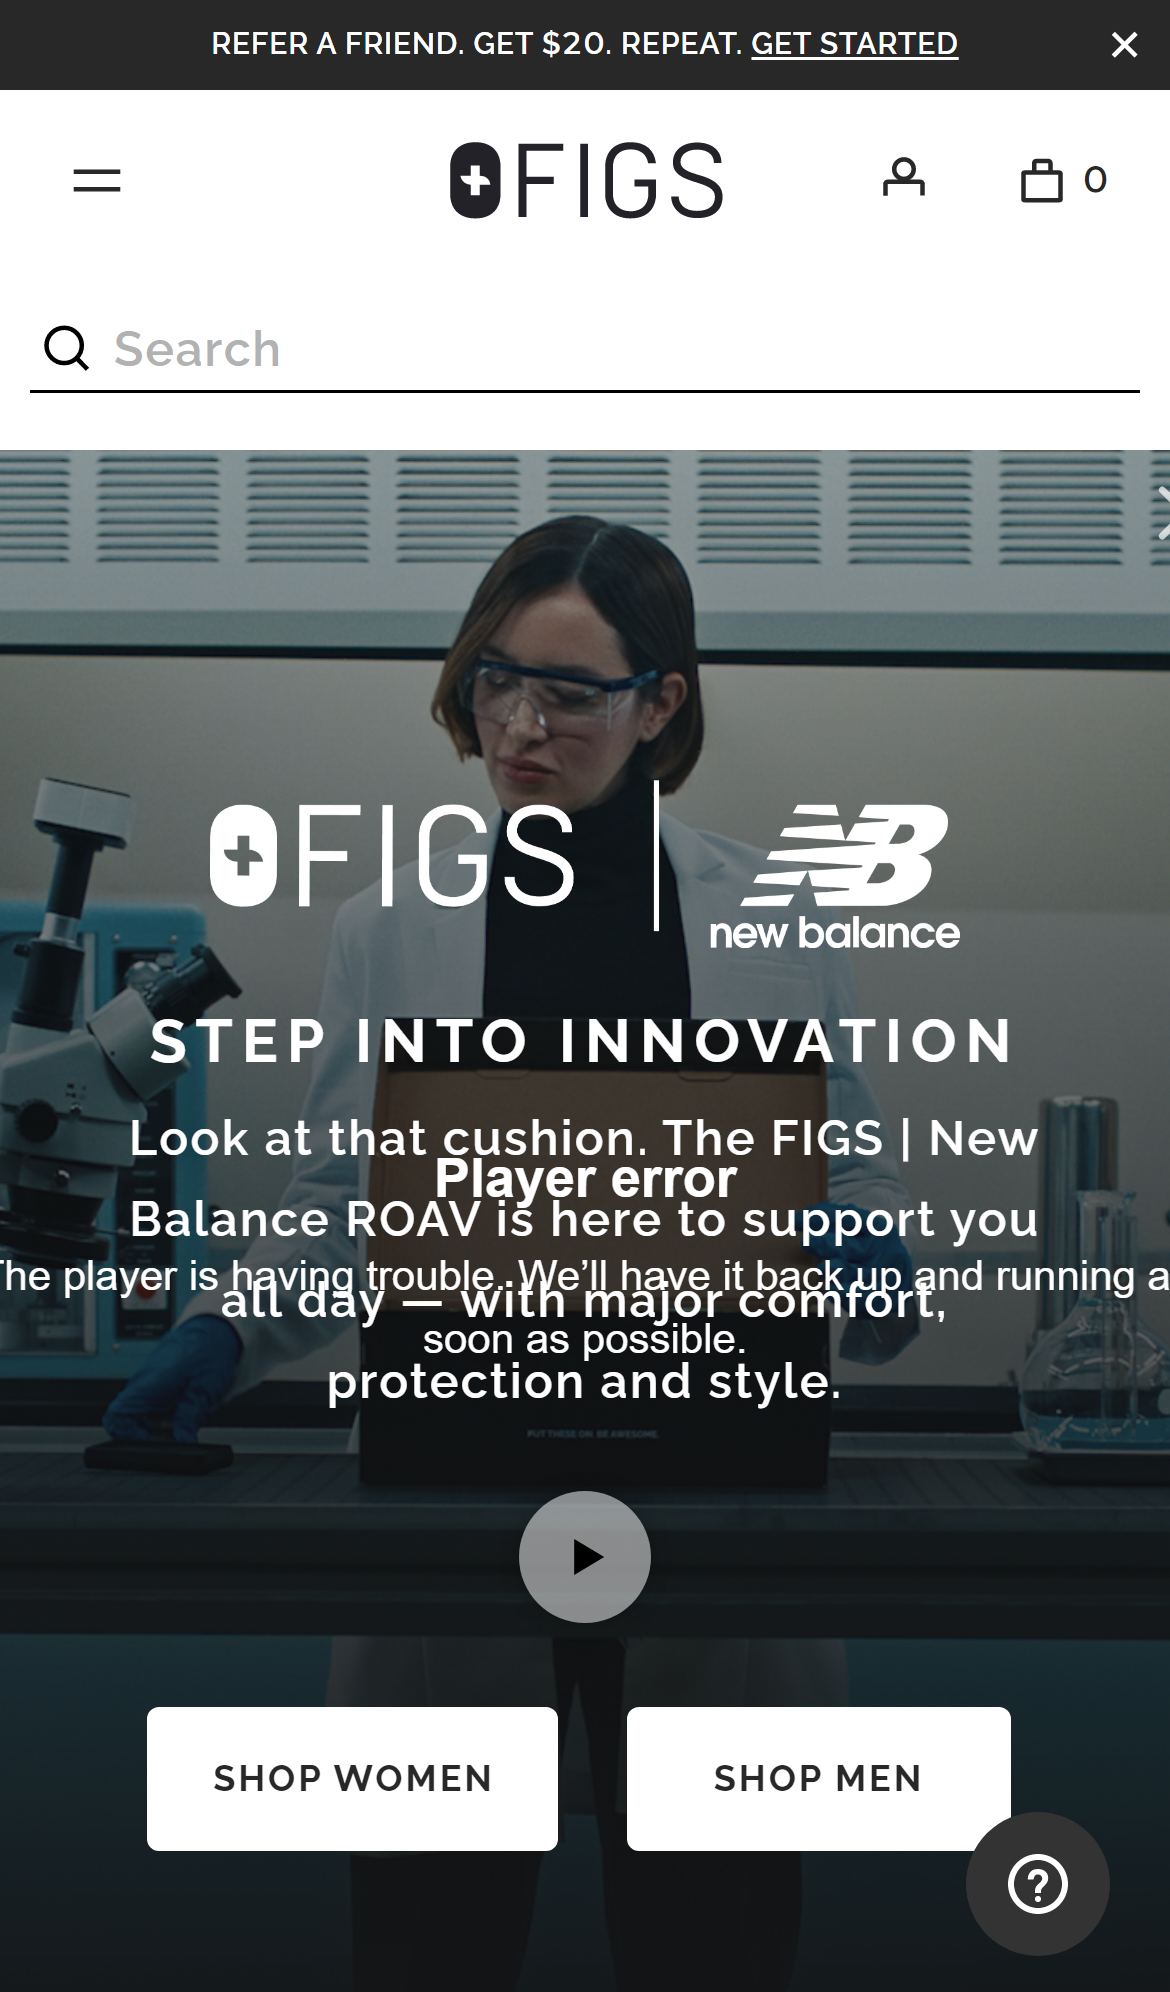 REFER A FRIEND. GET $20. REPEAT. GET STARTED
FIGS
0
Search
FIGS
new balance
STEP INTO INNOVATION
Look at that cushion. The FIGS | New
Balance ROAV is here to support you
all day — with major comfort,
protection and style.
Player error
The player is having trouble. We'll have it back up and running a
soon as possible.
PUT THESE ON. BE AWESOME.
SHOP WOMEN
SHOP MEN